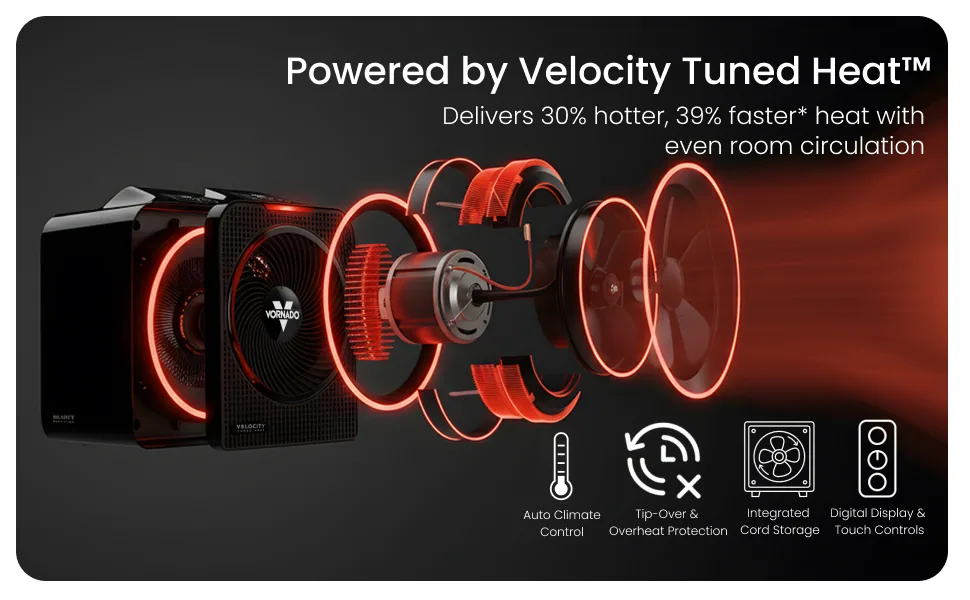 Powered by Velocity Tuned Heat™
Delivers 30% hotter, 39% faster* heat with
even room circulation
VORNADO
VELOCITY
Auto Climate
Control
Tip-Over &
Overheat Protection
Integrated
Cord Storage
Digital Display &
Touch Controls